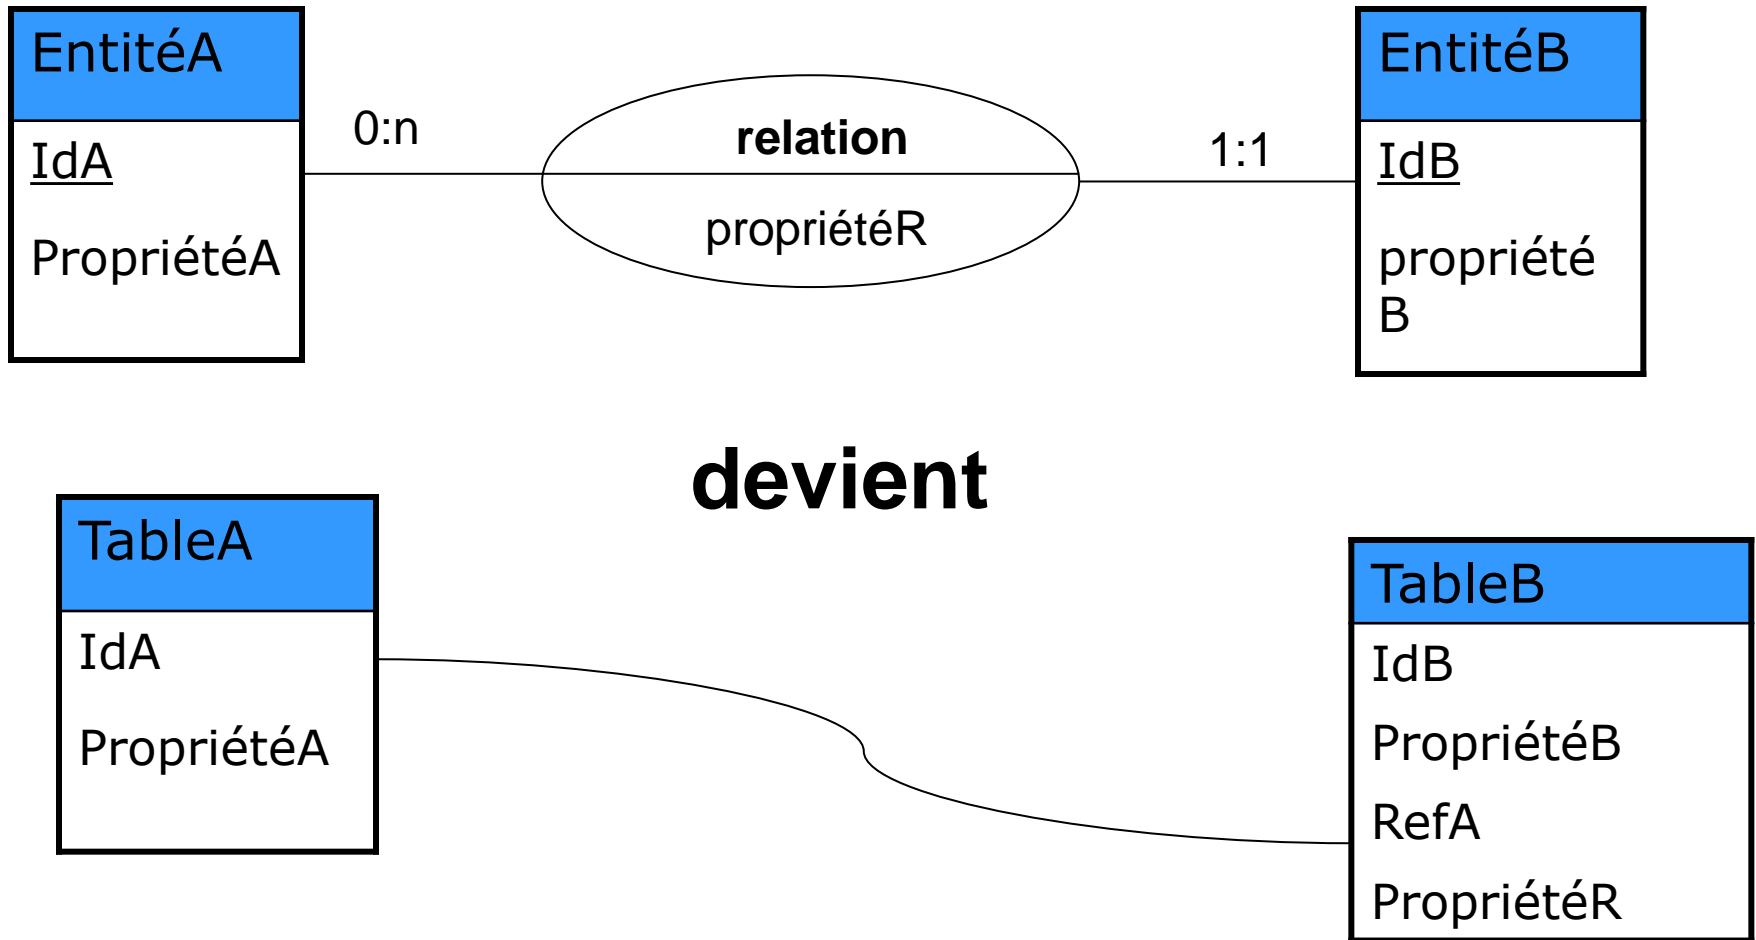 EntitéA
IdA
PropriétéA
0:n
relation
propriétéR
1:1
EntitéB
IdB
propriété
B
devient
TableA
IdA
PropriétéA
TableB
IdB
PropriétéB
RefA
PropriétéR